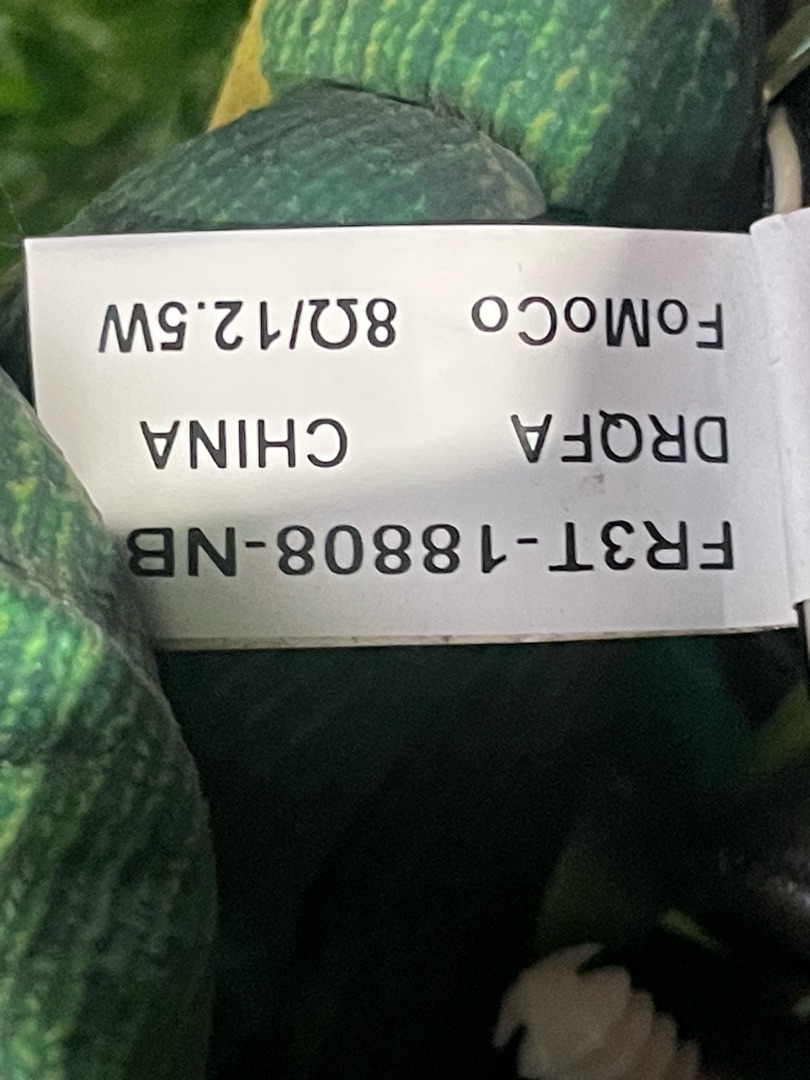 FR3T-18808-NB
DRQFA CHINA
FoMoCo 8Ω/12.5W